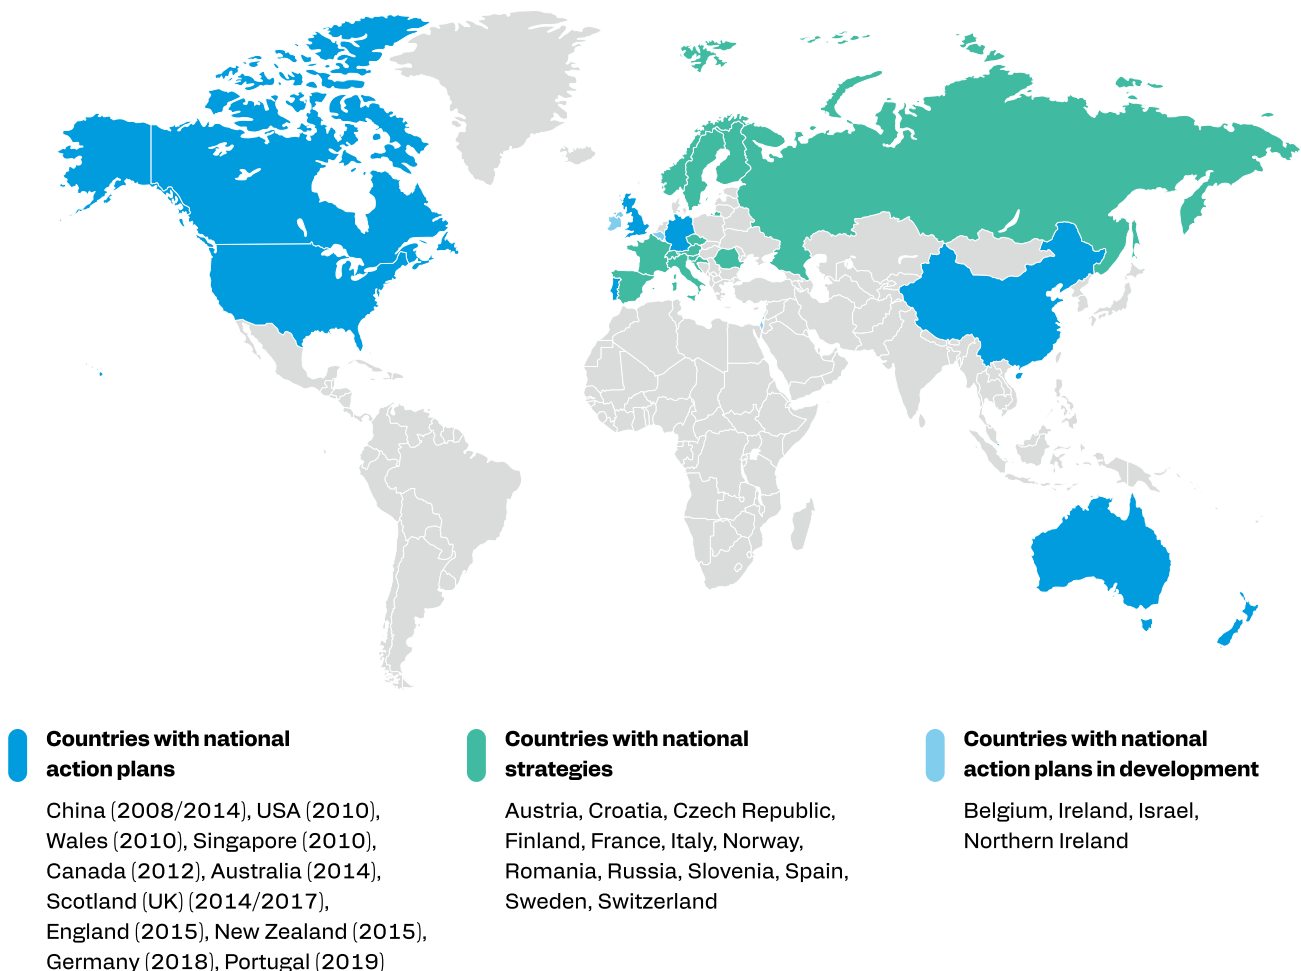 Countries with national
action plans
China (2008/2014), USA (2010),
Wales (2010), Singapore (2010),
Canada (2012), Australia (2014),
Scotland (UK) (2014/2017),
England (2015), New Zealand (2015),
Germany (2018), Portugal (2019)
Countries with national
strategies
Austria, Croatia, Czech Republic,
Finland, France, Italy, Norway,
Romania, Russia, Slovenia, Spain,
Sweden, Switzerland
Countries with national
action plans in development
Belgium, Ireland, Israel,
Northern Ireland